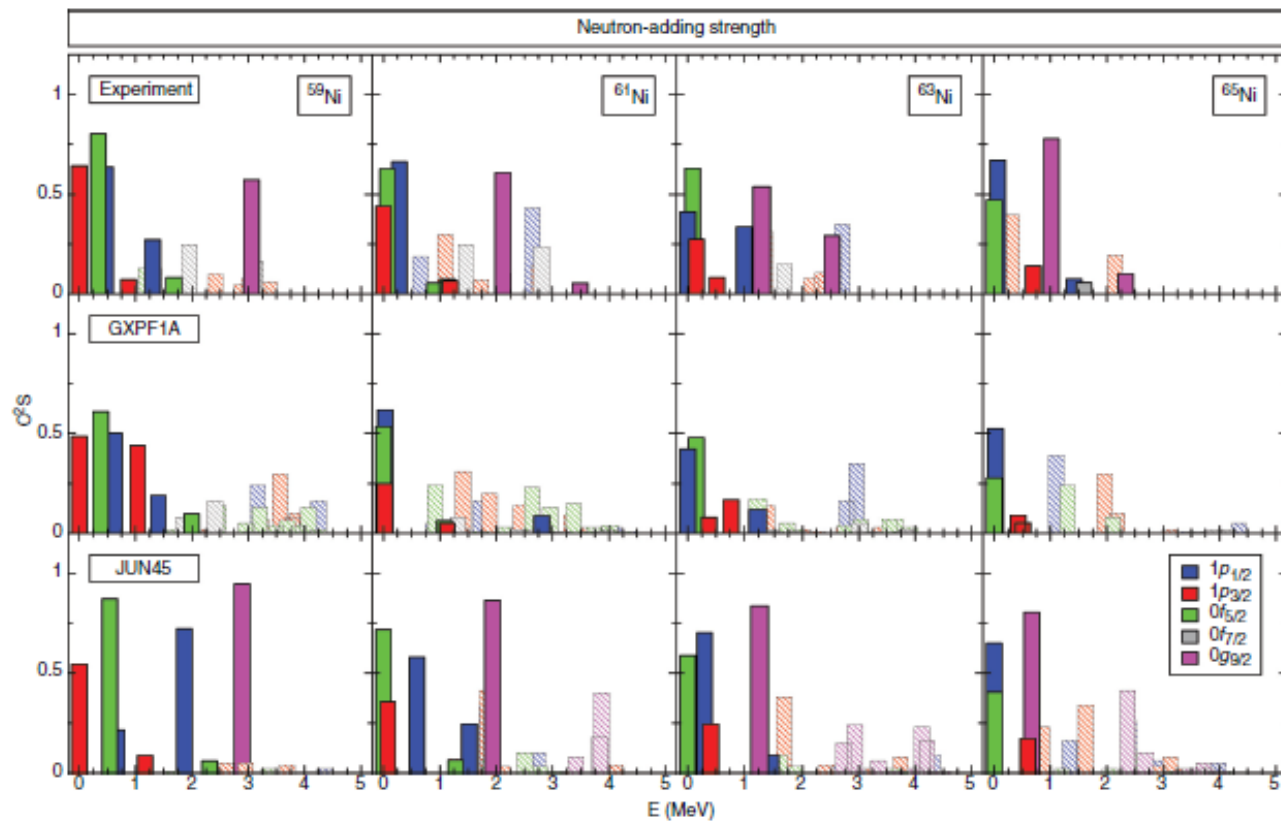 Neutron-adding strength
Experiment
⁵⁹Ni
⁶¹Ni
⁶³Ni
⁶⁵Ni
1
0.5
0
GXPF1A
1
0.5
0
O²S
JUN45
1p₁/₂
1p₃/₂
0f₅/₂
0f₇/₂
0g₉/₂
1
0.5
0
0 1 2 3 4 5 0 1 2 3 4 5 0 1 2 3 4 5 0 1 2 3 4 5
E (MeV)